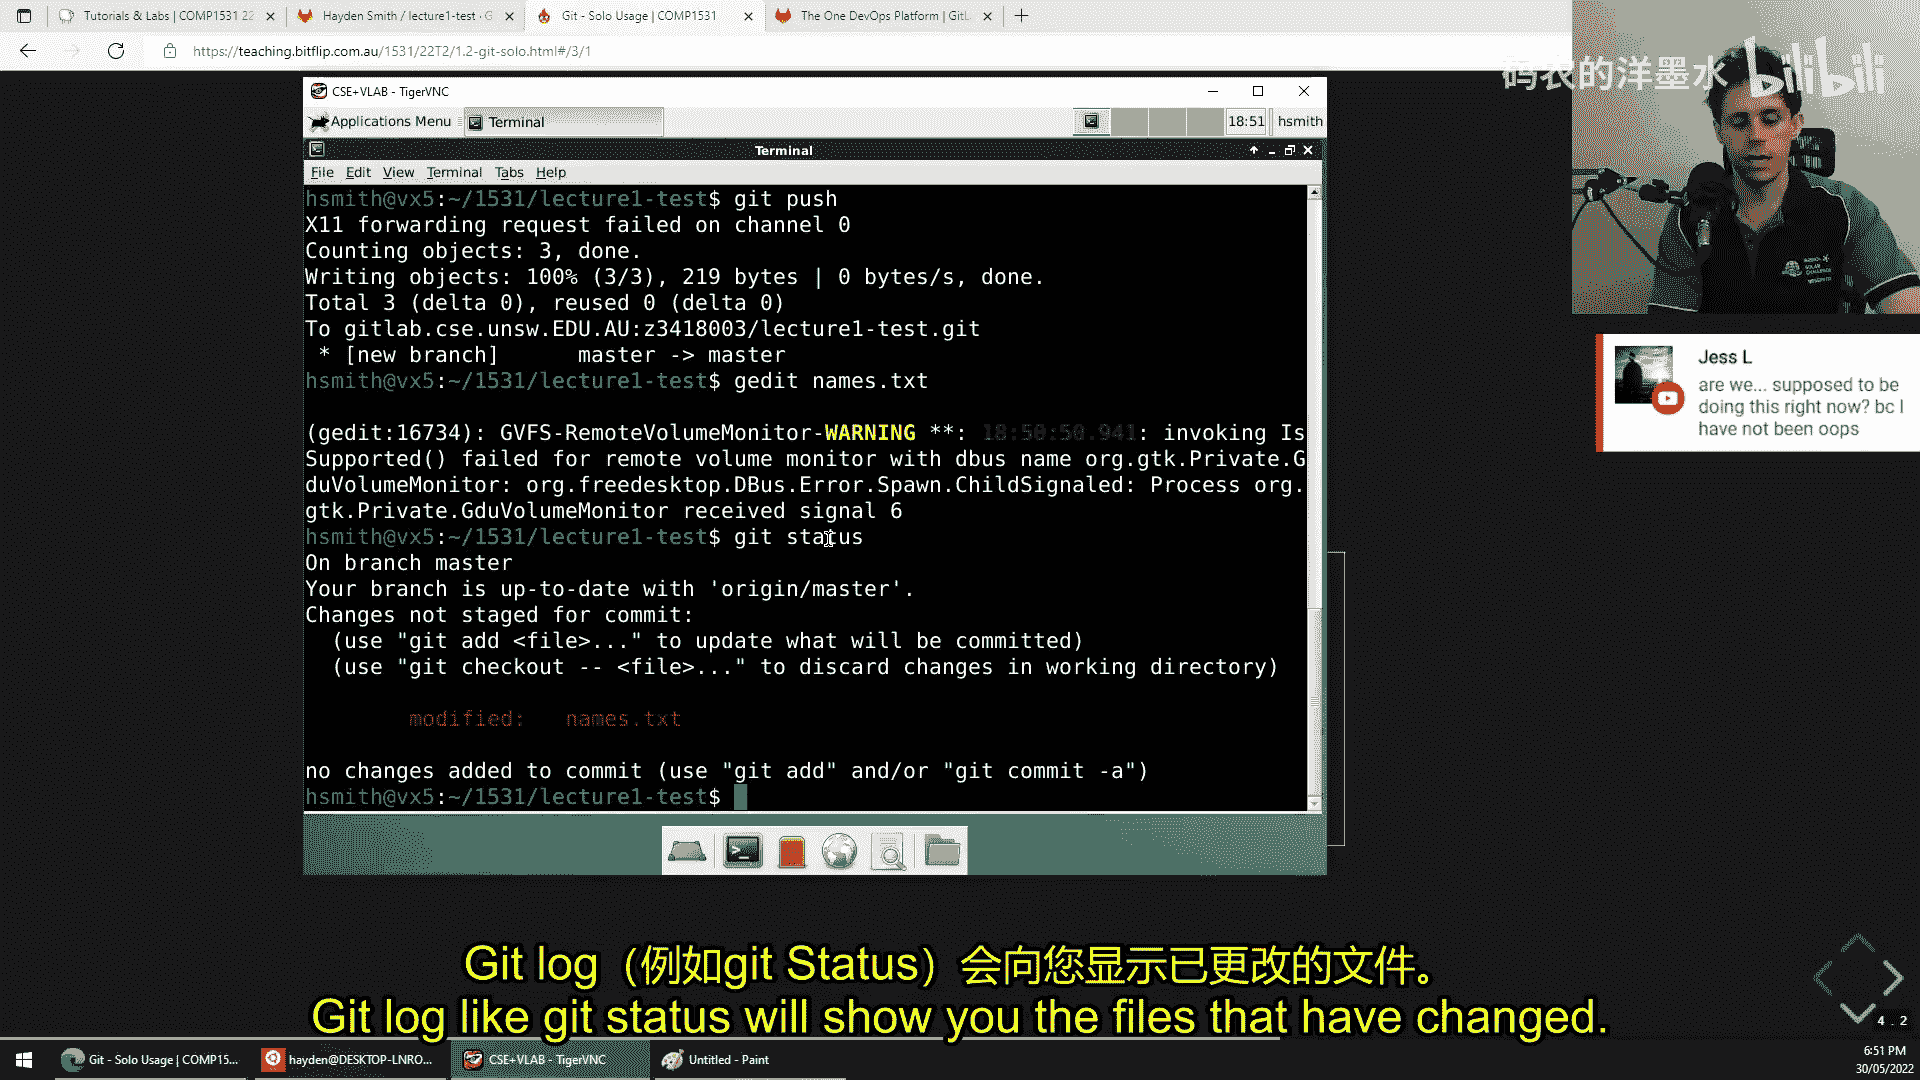 Tutorials & Labs | COMP1531 22
Hayden Smith / lecture1-test · G
Git - Solo Usage | COMP1531
The One DevOps Platform | GitL
https://teaching.bitflip.com.au/1531/22T2/1.2-git-solo.html#/3/1
码农的洋墨水 bilibili
CSE+VLAB - TigerVNC
Applications Menu
Terminal
18:51
hsmith
Terminal
File Edit View Terminal Tabs Help
hsmith@vx5:~/1531/lecture1-test$ git push
X11 forwarding request failed on channel 0
Counting objects: 3, done.
Writing objects: 100% (3/3), 219 bytes | 0 bytes/s, done.
Total 3 (delta 0), reused 0 (delta 0)
To gitlab.cse.unsw.EDU.AU:z3418003/lecture1-test.git
* [new branch] master -> master
hsmith@vx5:~/1531/lecture1-test$ gedit names.txt
(gedit:16734): GVFS-RemoteVolumeMonitor-WARNING **: 18:50:50.941: invoking Is
Supported() failed for remote volume monitor with dbus name org.gtk.Private.G
duVolumeMonitor: org.freedesktop.DBus.Error.Spawn.ChildSignaled: Process org.
gtk.Private.GduVolumeMonitor received signal 6
hsmith@vx5:~/1531/lecture1-test$ git status
On branch master
Your branch is up-to-date with 'origin/master'.
Changes not staged for commit:
(use "git add <file>..." to update what will be committed)
(use "git checkout -- <file>..." to discard changes in working directory)
modified: names.txt
no changes added to commit (use "git add" and/or "git commit -a")
hsmith@vx5:~/1531/lecture1-test$
Jess L
are we... supposed to be
doing this right now? bc I
have not been oops
Git log（例如git Status）会向您显示已更改的文件。
Git log like git status will show you the files that have changed.
4.2
Git - Solo Usage | COMP15...
hayden@DESKTOP-LNRO...
CSE+VLAB - TigerVNC
Untitled - Paint
6:51 PM
30/05/2022